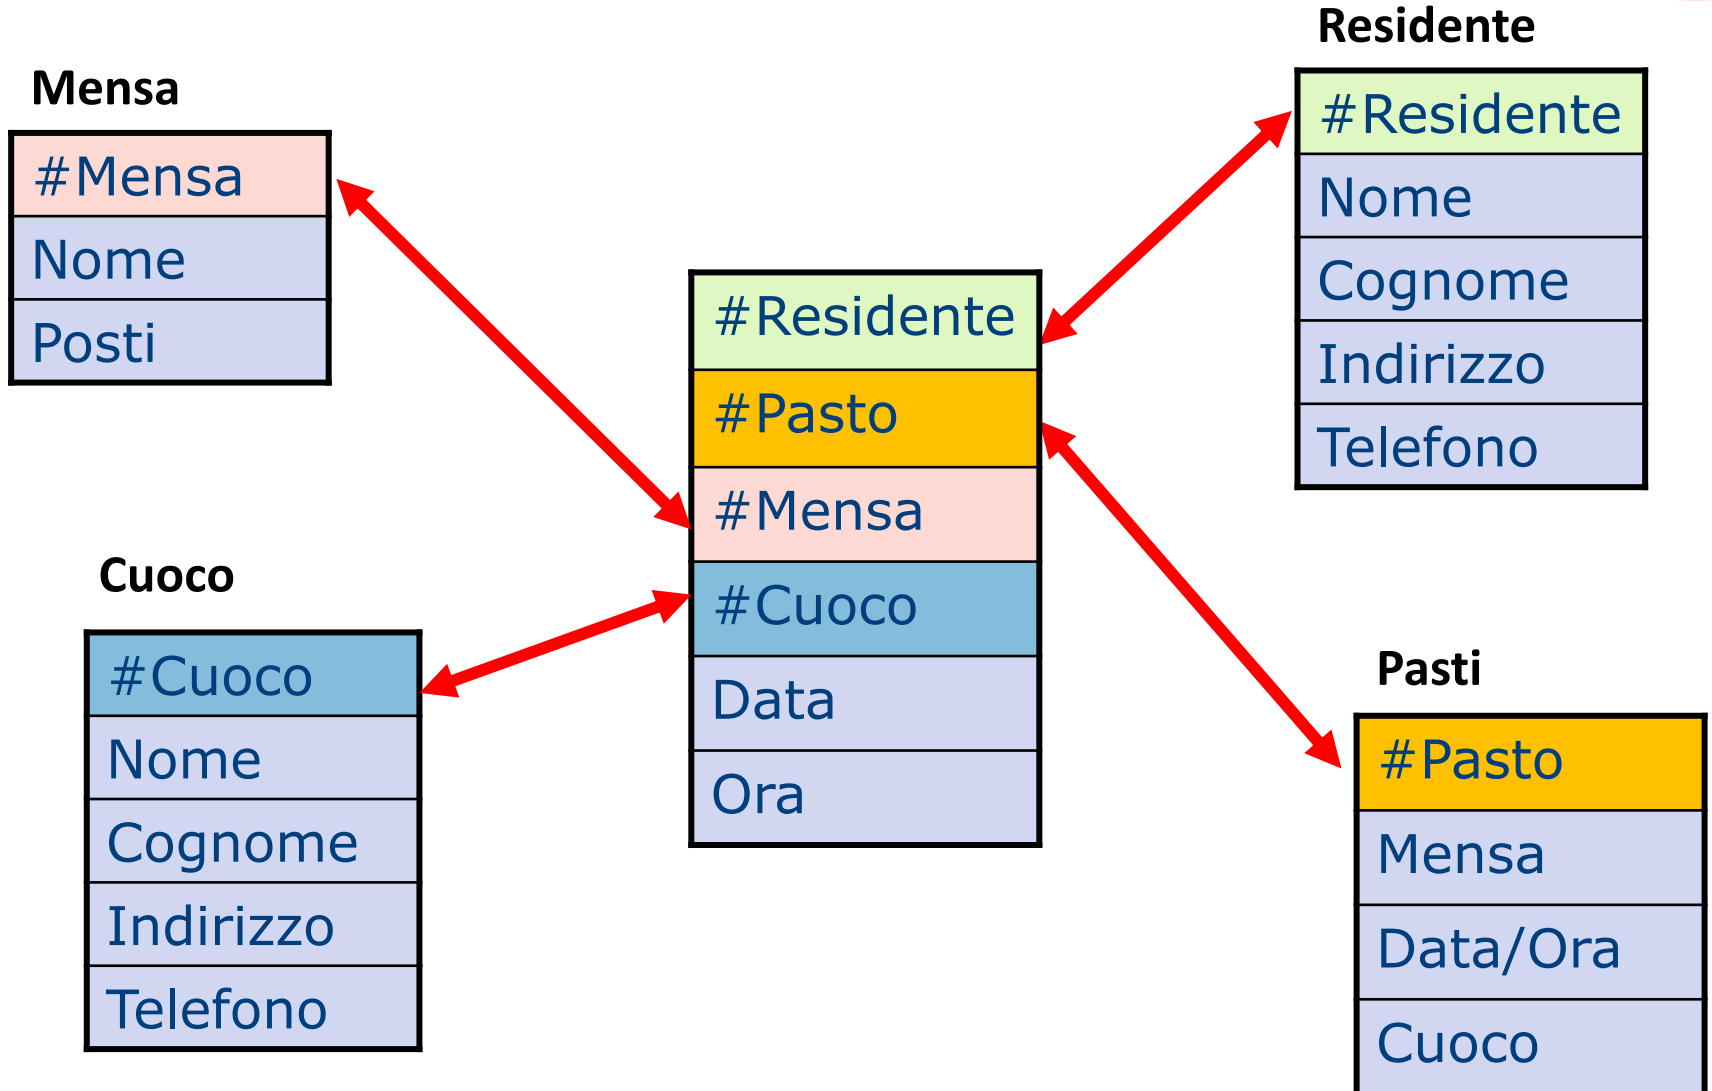 Mensa
#Mensa
Nome
Posti
Cuoco
#Cuoco
Nome
Cognome
Indirizzo
Telefono
#Residente
#Pasto
#Mensa
#Cuoco
Data
Ora
Residente
#Residente
Nome
Cognome
Indirizzo
Telefono
Pasti
#Pasto
Mensa
Data/Ora
Cuoco